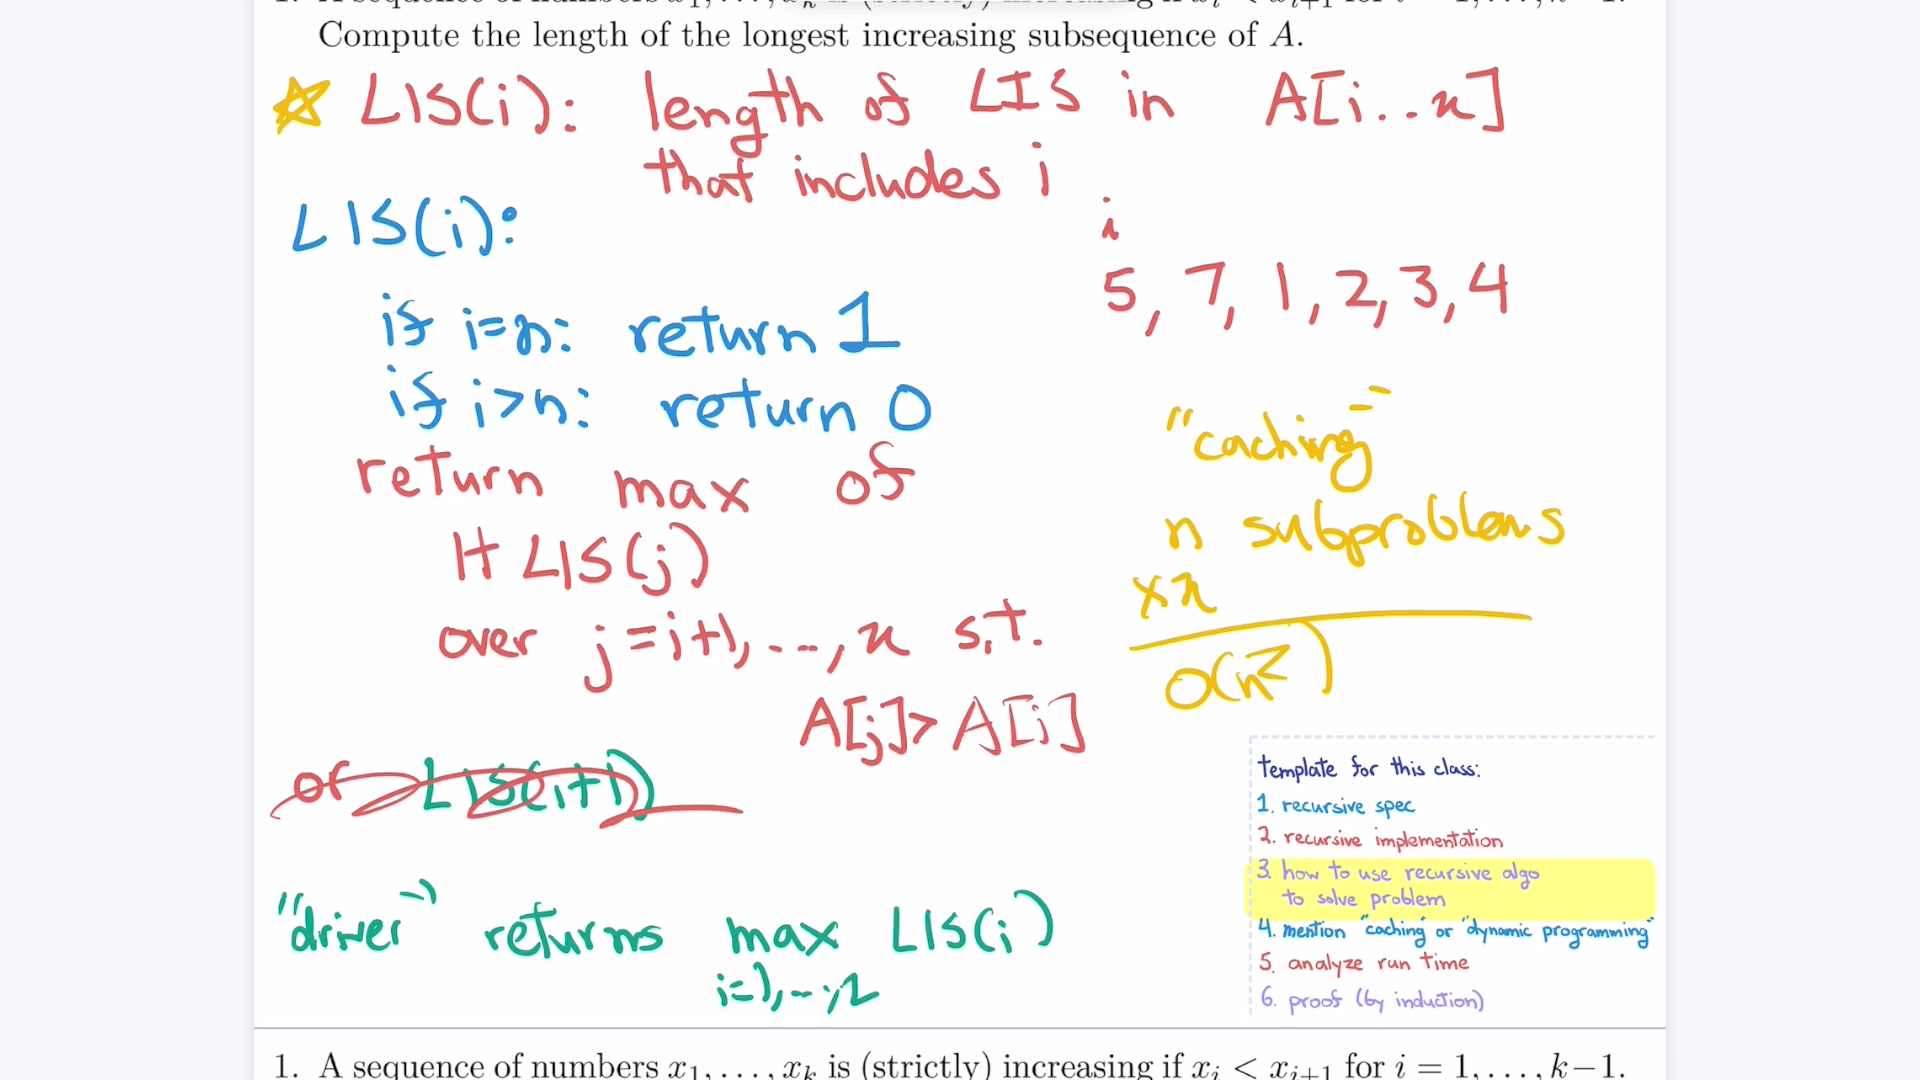 Compute the length of the longest increasing subsequence of A.
LIS(i): length of LIS in A[i..n]
that includes i
LIS(i):
i
5, 7, 1, 2, 3, 4
if i=n: return 1
if i>n: return 0
return max of
1+ LIS(j)
over j=i+1, ..., n s.t.
A[j]> A[i]
or LIS(i+1)
"driver" returns max LIS(i)
i=1,...,n
"caching"
n subproblems
xn
O(n²)
template for this class:
1. recursive spec
2. recursive implementation
3. how to use recursive algo
to solve problem
4. mention "caching" or "dynamic programming"
5. analyze run time
6. proof (by induction)
1. A sequence of numbers x₁, . . . , xₖ is (strictly) increasing if xᵢ < xᵢ₊₁ for i = 1, . . . , k−1.